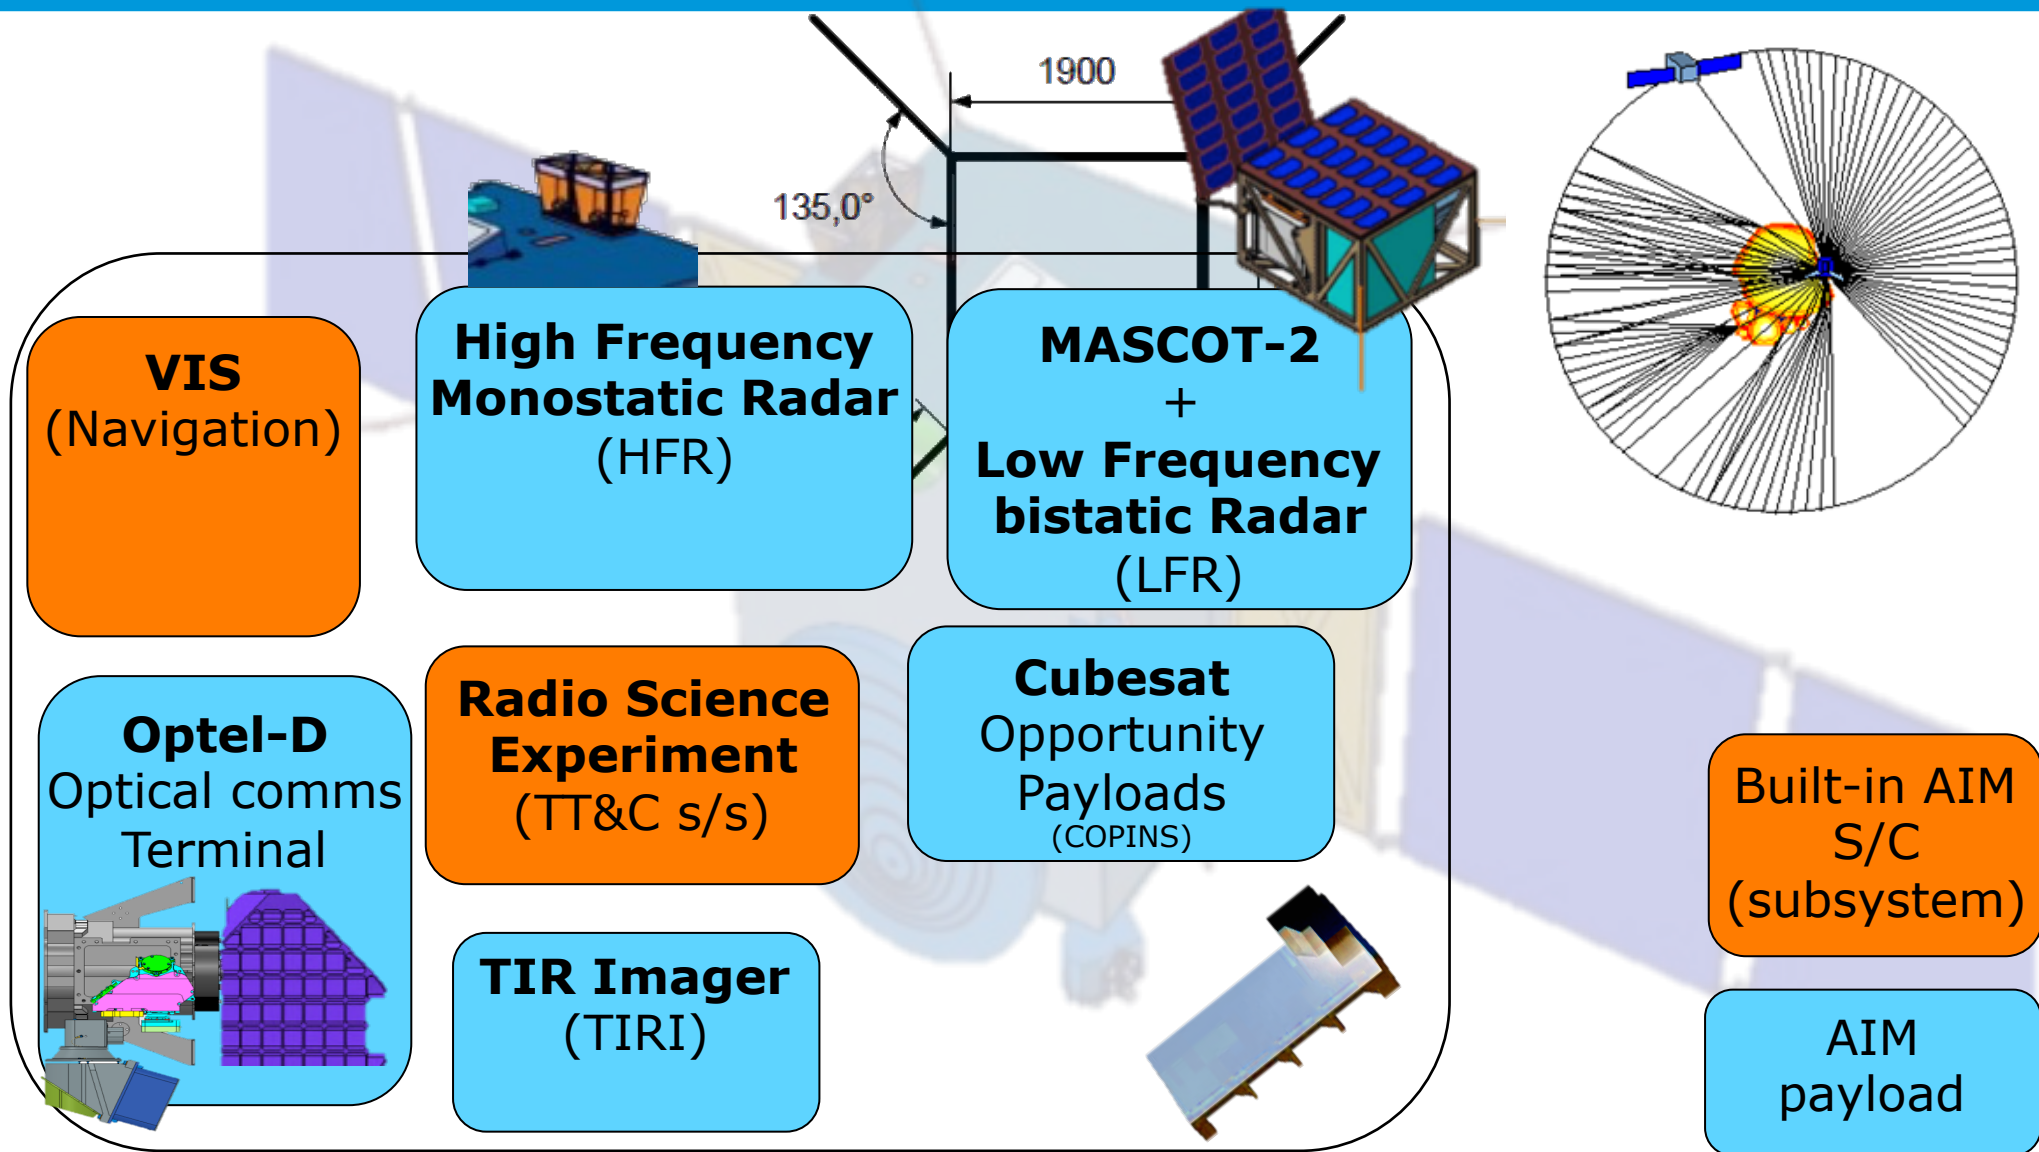 1900
135,0°
VIS
(Navigation)
High Frequency
Monostatic Radar
(HFR)
MASCOT-2
+
Low Frequency
bistatic Radar
(LFR)
Optel-D
Optical comms
Terminal
Radio Science
Experiment
(TT&C s/s)
Cubesat
Opportunity
Payloads
(COPINS)
TIR Imager
(TIRI)
Built-in AIM
S/C
(subsystem)
AIM
payload